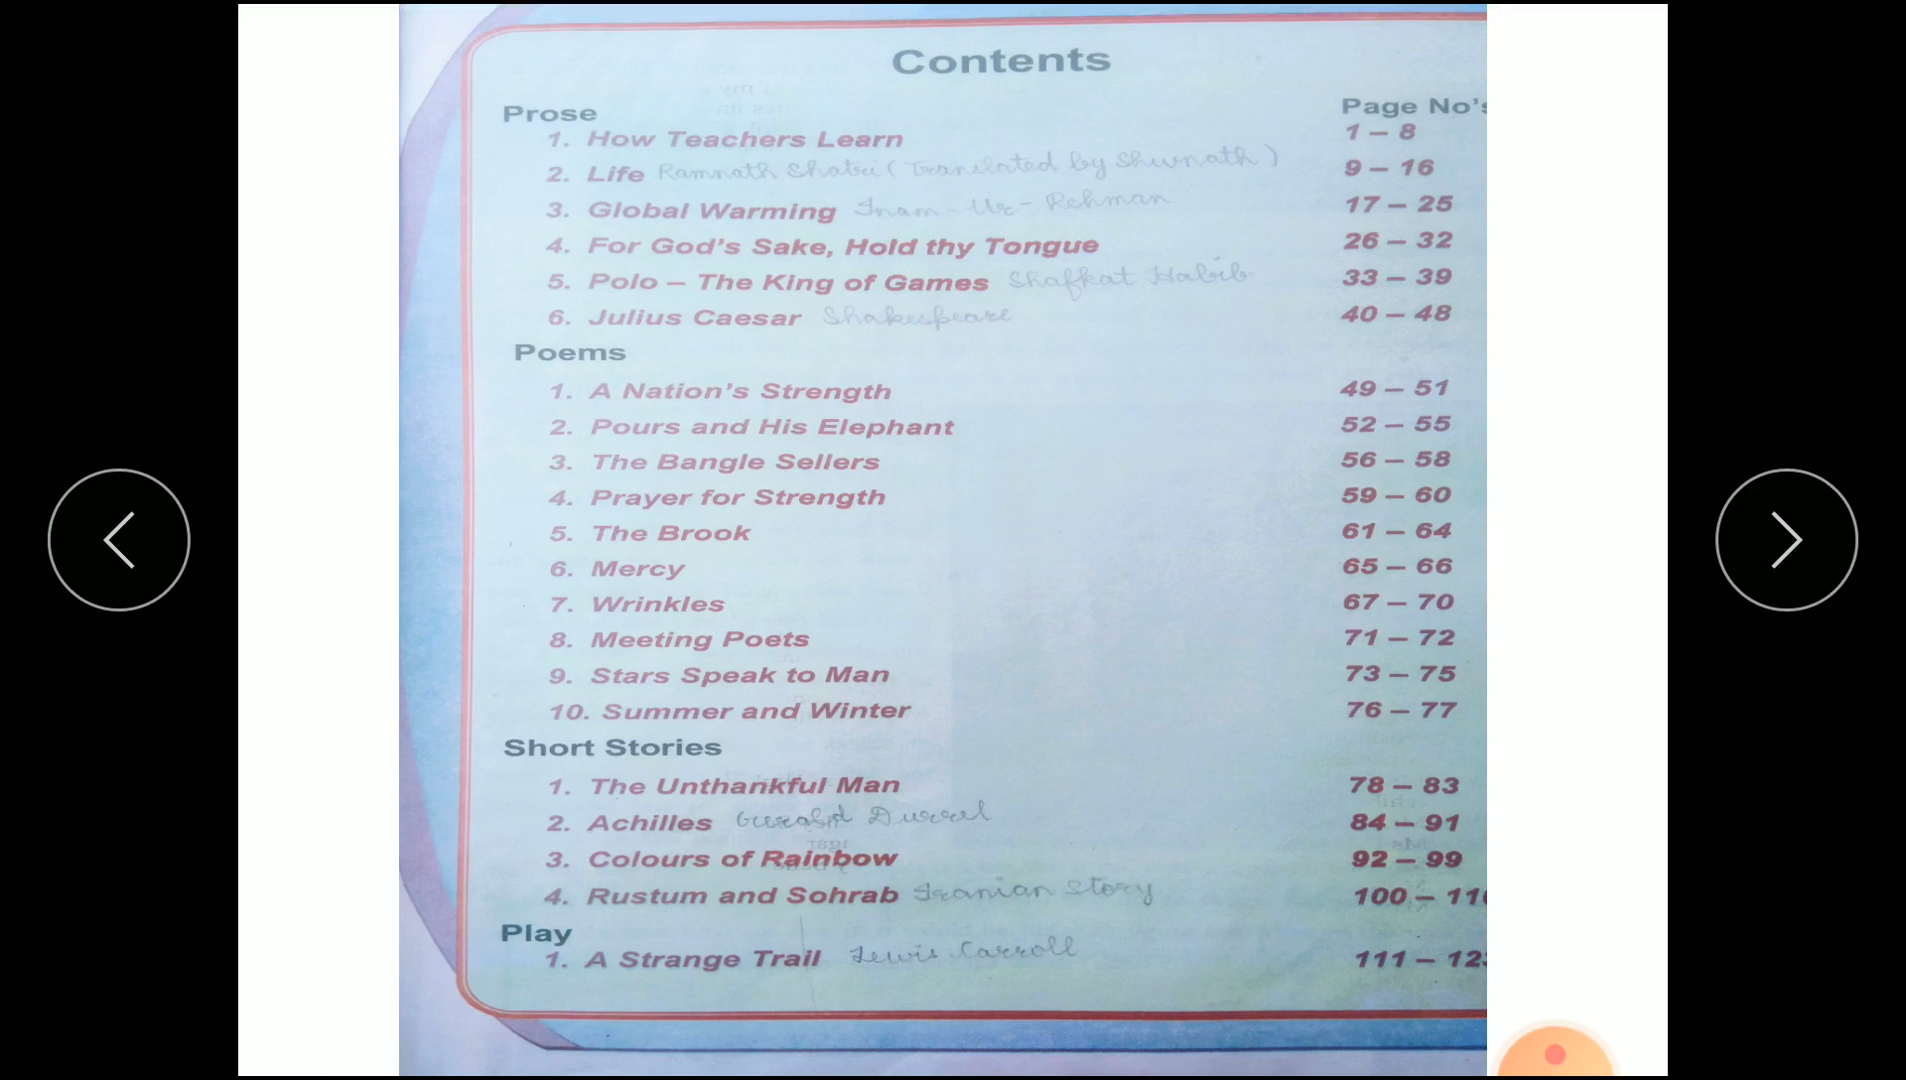 Contents
Prose Page No's
1. How Teachers Learn 1 – 8
2. Life Ramnath Shatri (Translated by Shivnath) 9 – 16
3. Global Warming Inam-Ur-Rehman 17 – 25
4. For God's Sake, Hold thy Tongue 26 – 32
5. Polo – The King of Games Shafkat Habib 33 – 39
6. Julius Caesar Shakespeare 40 – 48
Poems
1. A Nation's Strength 49 – 51
2. Pours and His Elephant 52 – 55
3. The Bangle Sellers 56 – 58
4. Prayer for Strength 59 – 60
5. The Brook 61 – 64
6. Mercy 65 – 66
7. Wrinkles 67 – 70
8. Meeting Poets 71 – 72
9. Stars Speak to Man 73 – 75
10. Summer and Winter 76 – 77
Short Stories
1. The Unthankful Man 78 – 83
2. Achilles Durrel 84 – 91
3. Colours of Rainbow 92 – 99
4. Rustum and Sohrab Iranian Story 100 –
Play
1. A Strange Trail Lewis Carroll 111 –